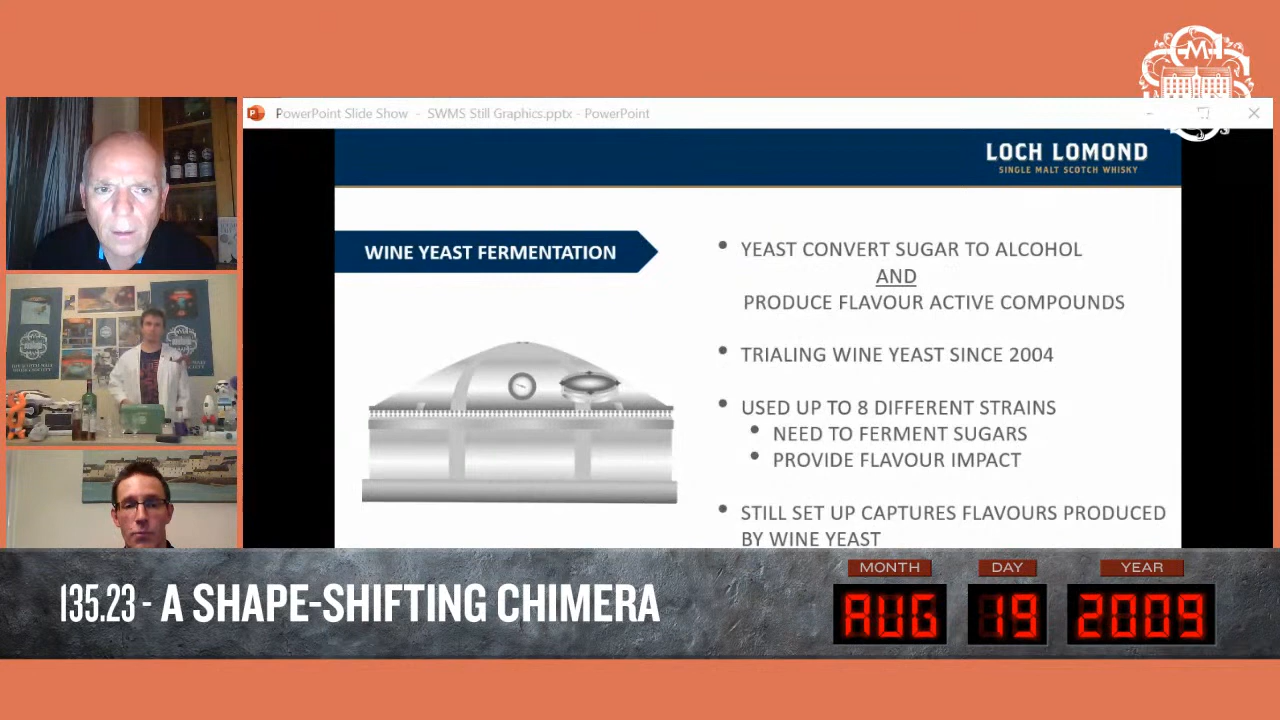 M
PowerPoint Slide Show - SWMS Still Graphics.pptx - PowerPoint
LOCH LOMOND
SINGLE MALT SCOTCH WHISKY
WINE YEAST FERMENTATION
• YEAST CONVERT SUGAR TO ALCOHOL
AND
PRODUCE FLAVOUR ACTIVE COMPOUNDS
• TRIALING WINE YEAST SINCE 2004
• USED UP TO 8 DIFFERENT STRAINS
• NEED TO FERMENT SUGARS
• PROVIDE FLAVOUR IMPACT
• STILL SET UP CAPTURES FLAVOURS PRODUCED
BY WINE YEAST
135.23 - A SHAPE-SHIFTING CHIMERA
MONTH DAY YEAR
AUG 19 2009